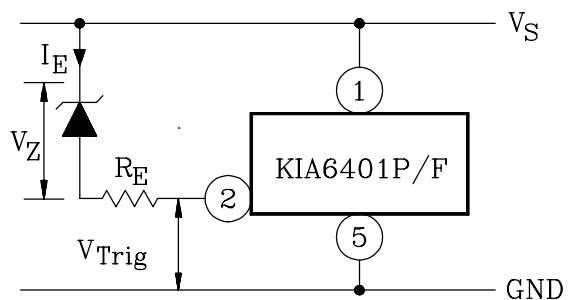 V_S
I_E
1
V_Z
KIA6401P/F
R_E
2
V_Trig
5
GND